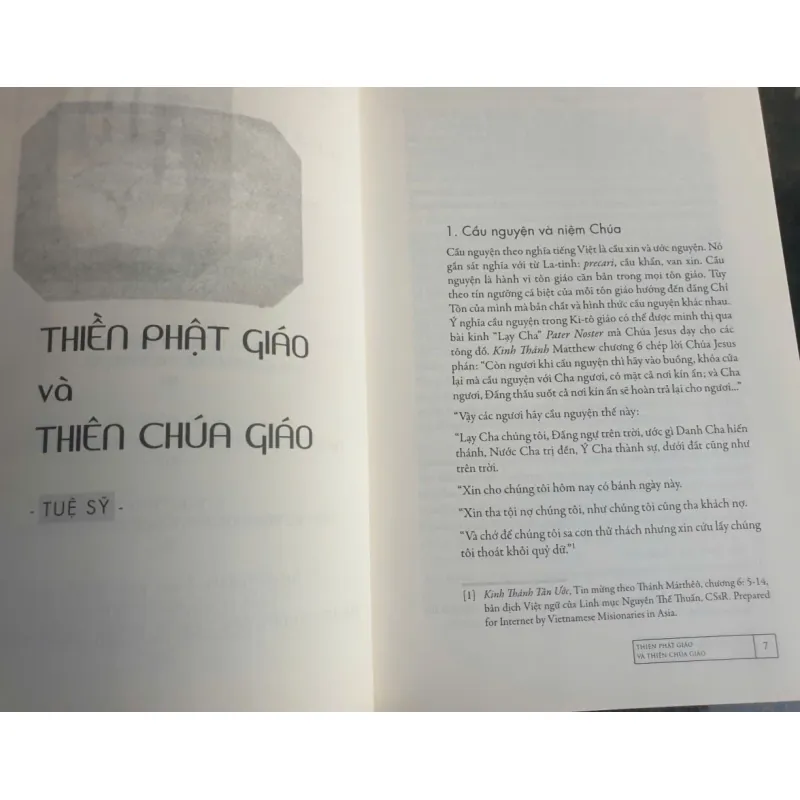 THIỀN PHẬT GIÁO
và
THIÊN CHÚA GIÁO
- TUỆ SỸ -
1. Cầu nguyện và niệm Chúa
Cầu nguyện theo nghĩa tiếng Việt là cầu xin và ước nguyện. Nó
gần sát nghĩa với từ La-tinh: precari, cầu khẩn, van xin. Cầu
nguyện là hành vi tôn giáo căn bản trong mọi tôn giáo. Tùy
theo tín ngưỡng cá biệt của mỗi tôn giáo hướng đến đấng Chí
Tôn của mình mà bản chất và hình thức cầu nguyện khác nhau.
Ý nghĩa cầu nguyện trong Ki-tô giáo có thể được minh thị qua
bài kinh “Lạy Cha” Pater Noster mà Chúa Jesus dạy cho các
tông đồ. Kinh Thánh Matthew chương 6 chép lời Chúa Jesus
phán: “Còn ngươi khi cầu nguyện thì hãy vào buồng, khóa cửa
lại mà cầu nguyện với Cha ngươi, có mặt cả nơi kín ẩn; và Cha
ngươi, Đấng thấu suốt cả nơi kín ẩn sẽ hoàn trả lại cho ngươi...”
“Vậy các ngươi hãy cầu nguyện thế này:
“Lạy Cha chúng tôi, Đấng ngự trên trời, ước gì Danh Cha hiển
thánh, Nước Cha trị đến, Ý Cha thành sự, dưới đất cũng như
trên trời.
“Xin cho chúng tôi hôm nay có bánh ngày này.
“Xin tha tội nợ chúng tôi, như chúng tôi cũng tha khách nợ.
“Và chớ để chúng tôi sa cơn thử thách nhưng xin cứu lấy chúng
tôi thoát khỏi quỷ dữ.”1
[1] Kinh Thánh Tân Ước, Tin mừng theo Thánh Mátthêô, chương 6: 5-14,
bản dịch Việt ngữ của Linh mục Nguyễn Thế Thuấn, CSsR. Prepared
for Internet by Vietnamese Missionaries in Asia.
THIỀN PHẬT GIÁO
VÀ THIÊN CHÚA GIÁO
7